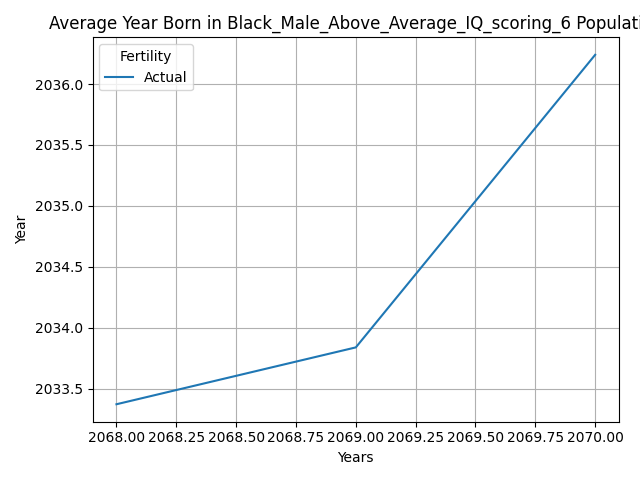 Average Year Born in Black_Male_Above_Average_IQ_scoring_6 Populati
Fertility
Actual
2036.0
2035.5
2035.0
2034.5
2034.0
2033.5
Year
2068.00 2068.25 2068.50 2068.75 2069.00 2069.25 2069.50 2069.75 2070.00
Years